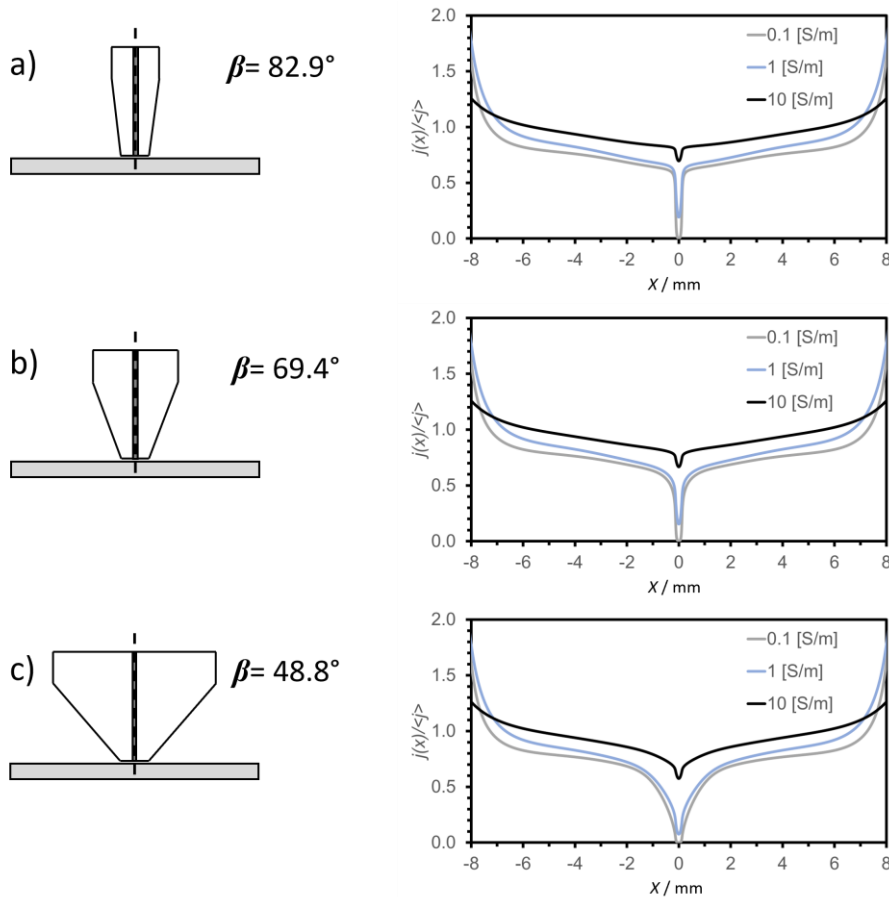 a)
β= 82.9°
2.0
1.5
1.0
0.5
0.0
j(x)/<j>
0.1 [S/m]
1 [S/m]
10 [S/m]
-8 -6 -4 -2 0 2 4 6 8
X / mm
b)
β= 69.4°
2.0
1.5
1.0
0.5
0.0
j(x)/<j>
0.1 [S/m]
1 [S/m]
10 [S/m]
-8 -6 -4 -2 0 2 4 6 8
X / mm
c)
β= 48.8°
2.0
1.5
1.0
0.5
0.0
j(x)/<j>
0.1 [S/m]
1 [S/m]
10 [S/m]
-8 -6 -4 -2 0 2 4 6 8
X / mm